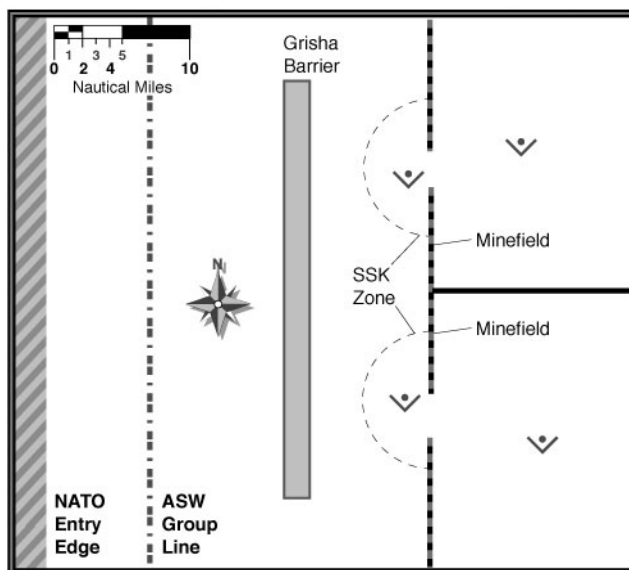 1 3 5
0 2 4 10
Nautical Miles
Grisha
Barrier
N
Minefield
SSK
Zone
Minefield
NATO
Entry
Edge
ASW
Group
Line